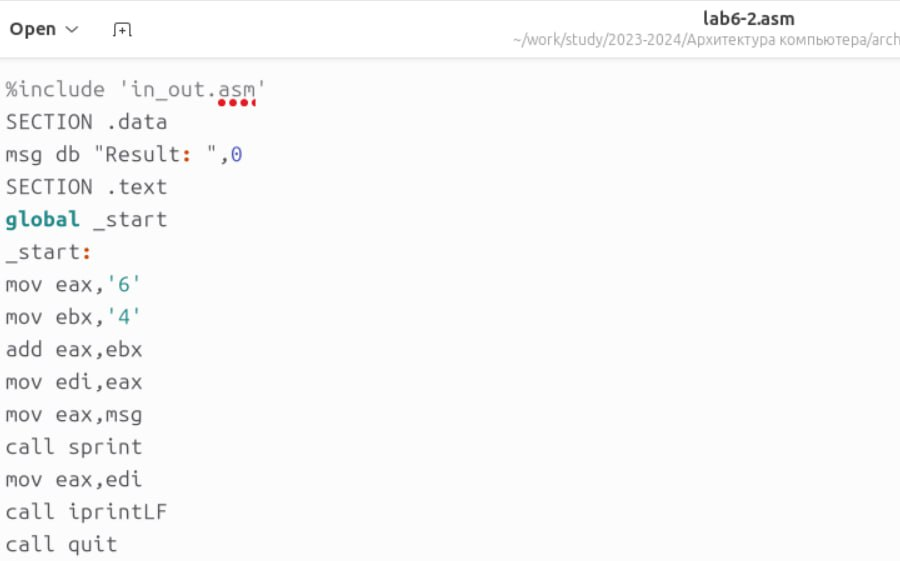 Open
lab6-2.asm
~/work/study/2023-2024/Архитектура компьютера/arch
%include 'in_out.asm'
SECTION .data
msg db "Result: ",0
SECTION .text
global _start
_start:
mov eax,'6'
mov ebx,'4'
add eax,ebx
mov edi,eax
mov eax,msg
call sprint
mov eax,edi
call iprintLF
call quit